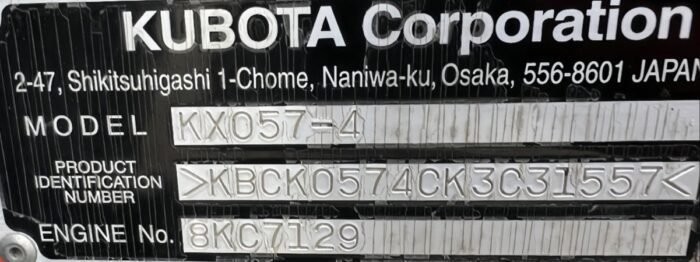 KUBOTA Corporation
2-47, Shikitsuhigashi 1-Chome, Naniwa-ku, Osaka, 556-8601 JAPAN
MODEL KX057-4
PRODUCT
IDENTIFICATION
NUMBER >KBCK0574CK3C31557<
ENGINE No. 8KC7129